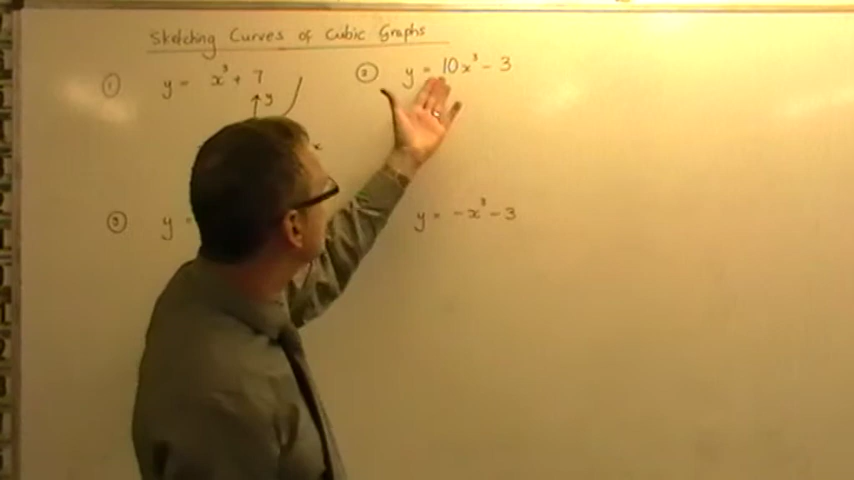 Sketching Curves of Cubic Graphs
① y = x³ + 7
② y = 10x³ - 3
y
x
③ y =
y = -x³ - 3